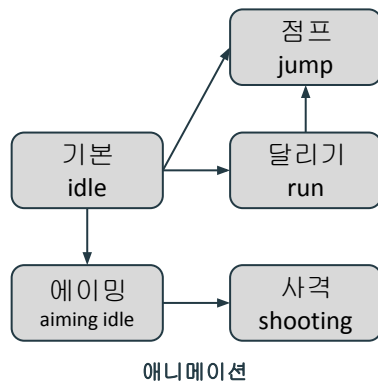 점프
jump
기본
idle
달리기
run
에이밍
aiming idle
사격
shooting
애니메이션